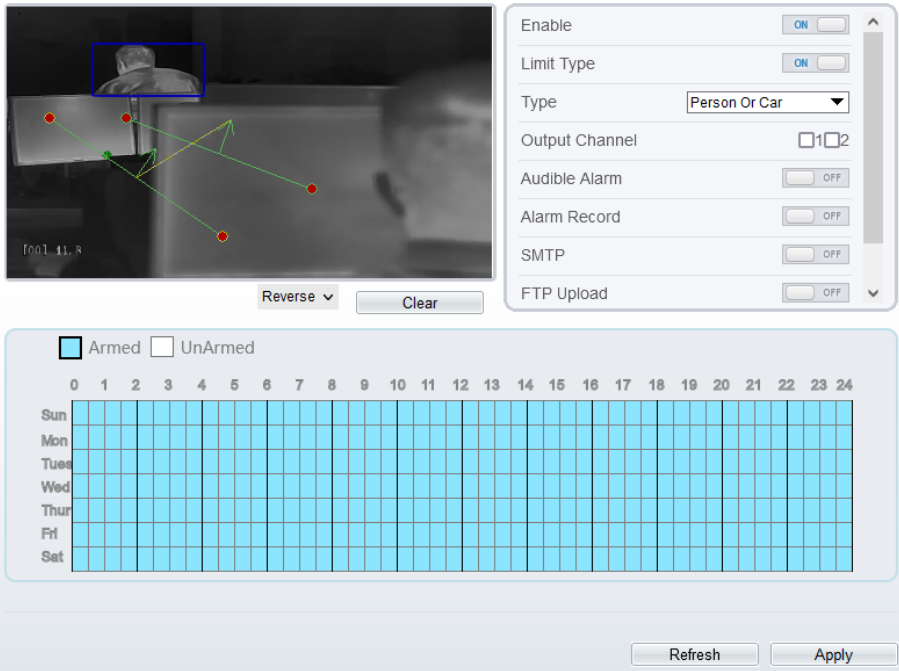 Enable ON
Limit Type ON
Type Person Or Car
Output Channel 1 2
Audible Alarm OFF
Alarm Record OFF
SMTP OFF
FTP Upload OFF
[00] 11.8
Reverse Clear
Armed UnArmed
0 1 2 3 4 5 6 7 8 9 10 11 12 13 14 15 16 17 18 19 20 21 22 23 24
Sun
Mon
Tues
Wed
Thur
Fri
Sat
Refresh Apply